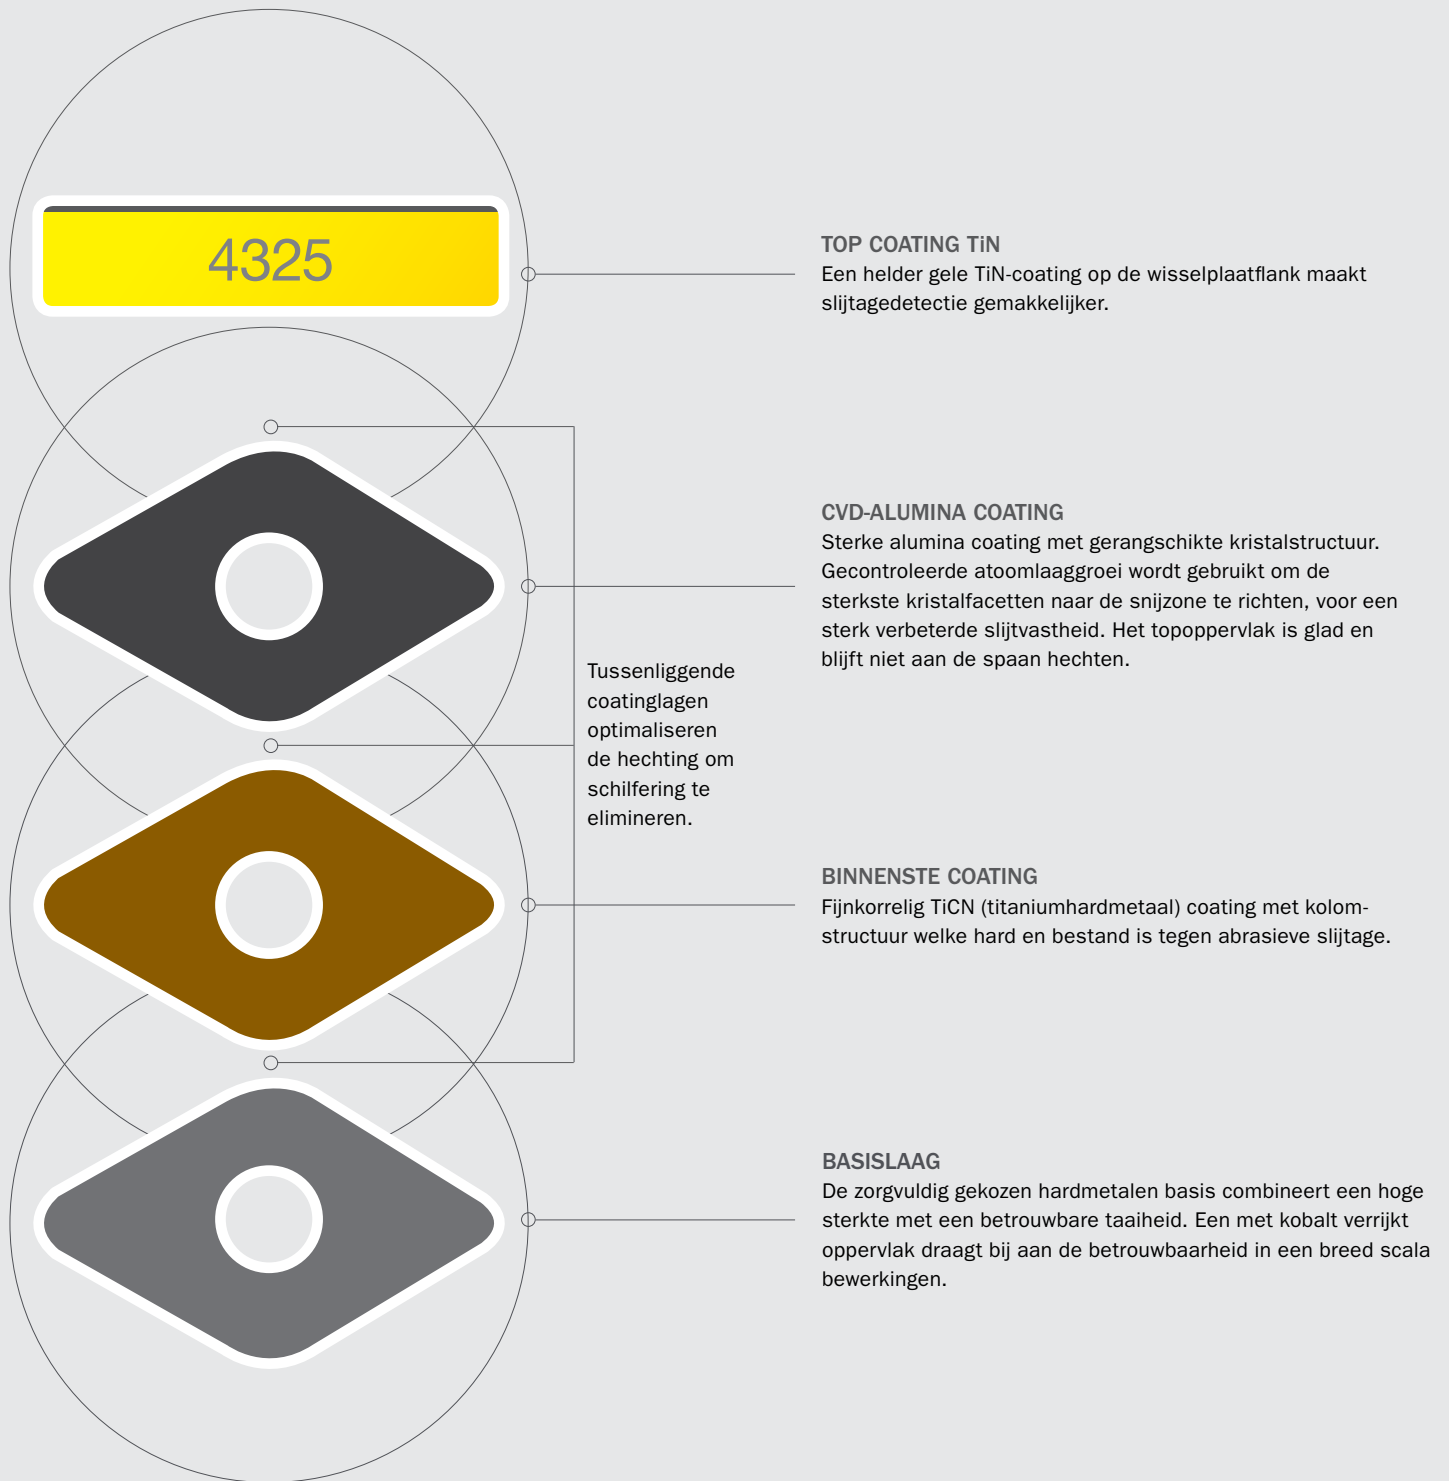 4325
TOP COATING TiN
Een helder gele TiN-coating op de wisselplaatflank maakt
slijtagedetectie gemakkelijker.
CVD-ALUMINA COATING
Sterke alumina coating met gerangschikte kristalstructuur.
Gecontroleerde atoomlaaggroei wordt gebruikt om de
sterkste kristalfacetten naar de snijzone te richten, voor een
sterk verbeterde slijtvastheid. Het topoppervlak is glad en
blijft niet aan de spaan hechten.
Tussenliggende
coatinglagen
optimaliseren
de hechting om
schilfering te
elimineren.
BINNENSTE COATING
Fijnkorrelig TiCN (titaniumhardmetaal) coating met kolom-
structuur welke hard en bestand is tegen abrasieve slijtage.
BASISLAAG
De zorgvuldig gekozen hardmetalen basis combineert een hoge
sterkte met een betrouwbare taaiheid. Een met kobalt verrijkt
oppervlak draagt bij aan de betrouwbaarheid in een breed scala
bewerkingen.